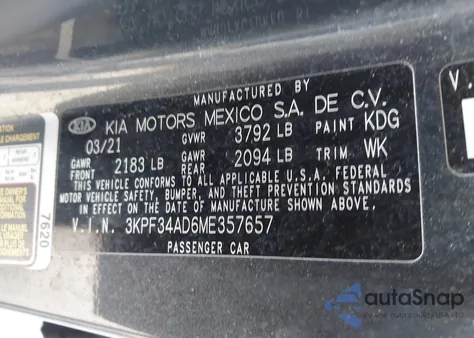 MANUFACTURED BY
KIA KIA MOTORS MEXICO S.A. DE C.V.
03/21 GVWR 3792 LB PAINT KDG
GAWR FRONT 2183 LB GAWR REAR 2094 LB TRIM WK
THIS VEHICLE CONFORMS TO ALL APPLICABLE U.S.A. FEDERAL
MOTOR VEHICLE SAFETY, BUMPER, AND THEFT PREVENTION STANDARDS
IN EFFECT ON THE DATE OF MANUFACTURE SHOWN ABOVE.
V.I.N. 3KPF34AD6ME357657
PASSENGER CAR
7620
V.
autoSnap